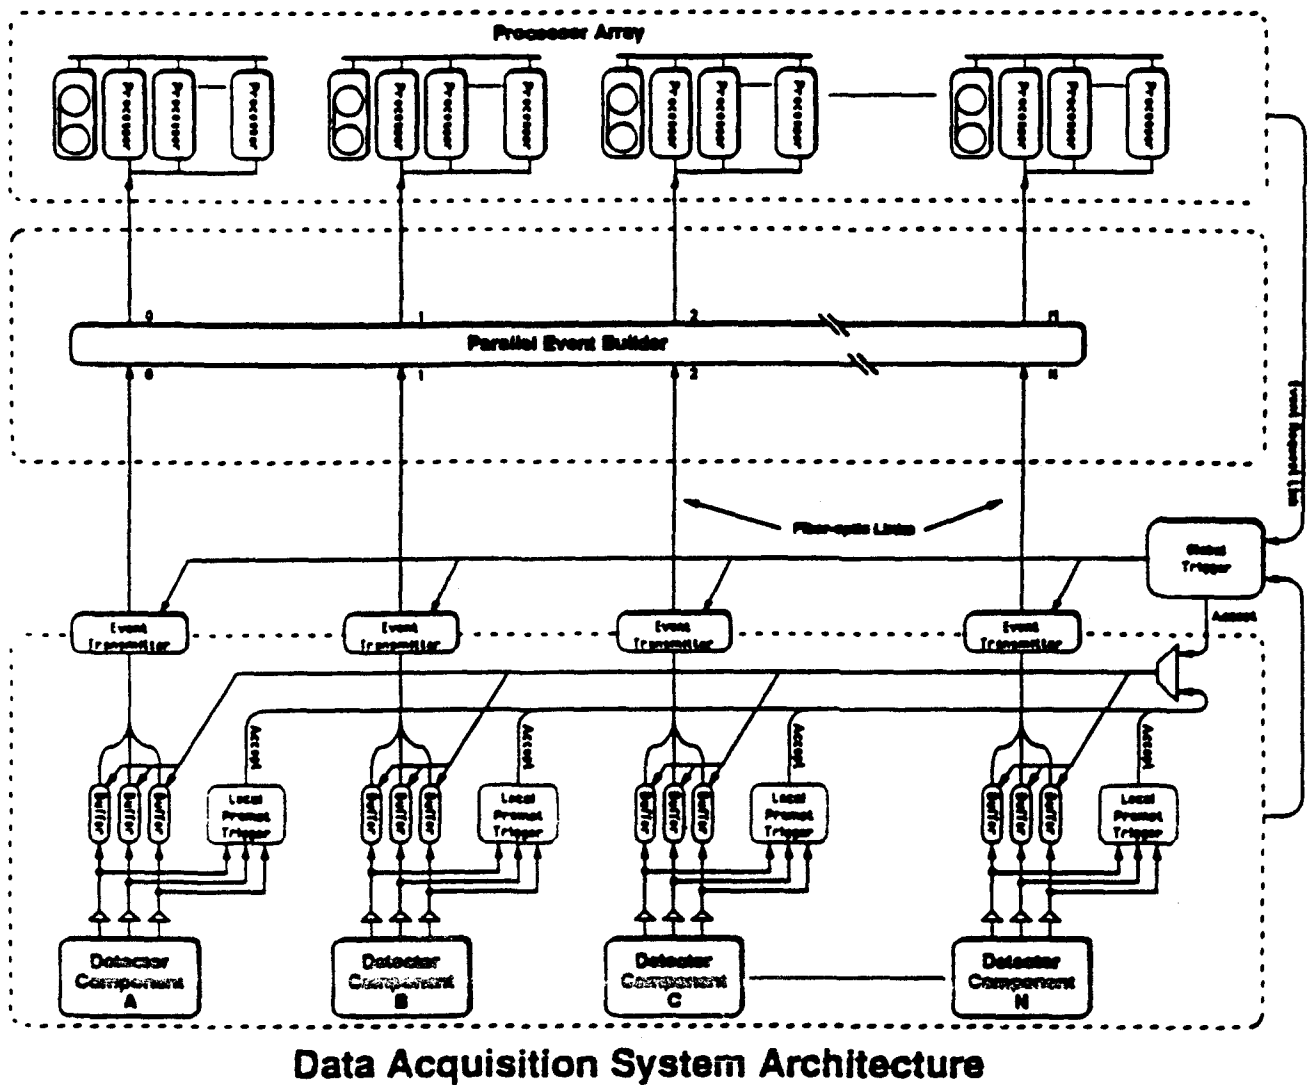 Processor Array
Processor Processor Processor
Processor Processor Processor
Processor Processor Processor
Processor Processor Processor
0 1 2 M
Parallel Event Builder
0 1 2 N
Event Request Link
Fiber-optic Links
Global
Trigger
Accept
Event
Transmitter
Event
Transmitter
Event
Transmitter
Event
Transmitter
Accept Accept Accept Accept
Buffer Buffer Buffer
Local
Prompt
Trigger
Buffer Buffer Buffer
Local
Prompt
Trigger
Buffer Buffer Buffer
Local
Prompt
Trigger
Buffer Buffer Buffer
Local
Prompt
Trigger
Detector
Component
A
Detector
Component
B
Detector
Component
C
Detector
Component
N
Data Acquisition System Architecture